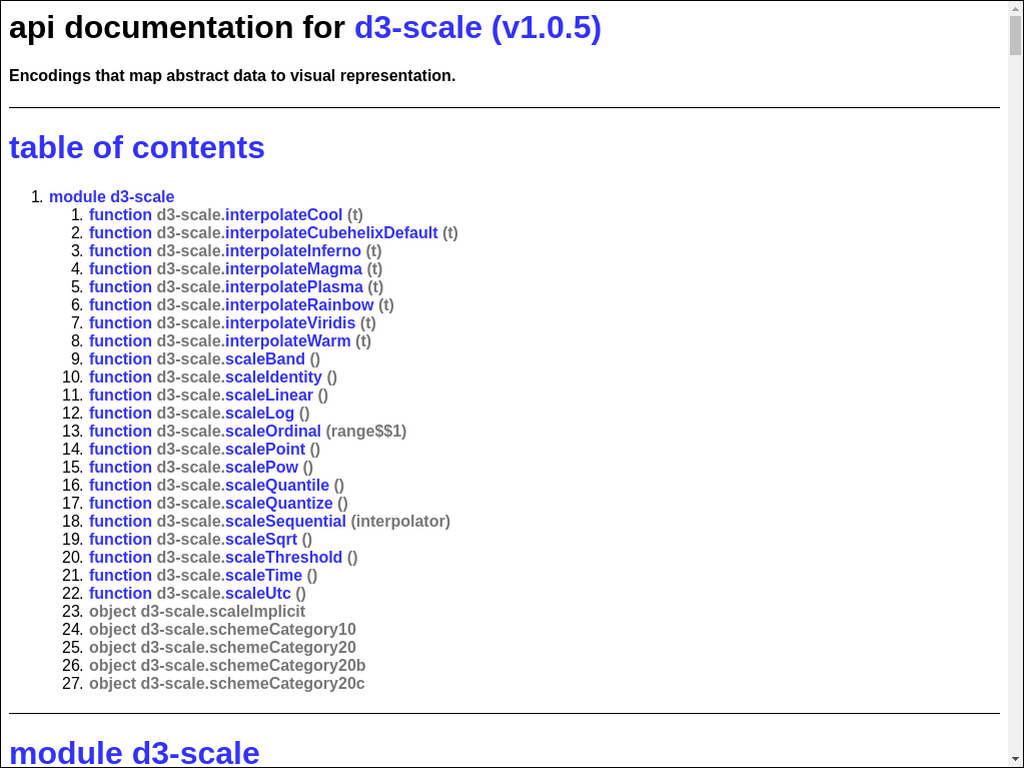 api documentation for d3-scale (v1.0.5)
Encodings that map abstract data to visual representation.
table of contents
1. module d3-scale
1. function d3-scale.interpolateCool (t)
2. function d3-scale.interpolateCubehelixDefault (t)
3. function d3-scale.interpolateInferno (t)
4. function d3-scale.interpolateMagma (t)
5. function d3-scale.interpolatePlasma (t)
6. function d3-scale.interpolateRainbow (t)
7. function d3-scale.interpolateViridis (t)
8. function d3-scale.interpolateWarm (t)
9. function d3-scale.scaleBand ()
10. function d3-scale.scaleIdentity ()
11. function d3-scale.scaleLinear ()
12. function d3-scale.scaleLog ()
13. function d3-scale.scaleOrdinal (range$$1)
14. function d3-scale.scalePoint ()
15. function d3-scale.scalePow ()
16. function d3-scale.scaleQuantile ()
17. function d3-scale.scaleQuantize ()
18. function d3-scale.scaleSequential (interpolator)
19. function d3-scale.scaleSqrt ()
20. function d3-scale.scaleThreshold ()
21. function d3-scale.scaleTime ()
22. function d3-scale.scaleUtc ()
23. object d3-scale.scaleImplicit
24. object d3-scale.schemeCategory10
25. object d3-scale.schemeCategory20
26. object d3-scale.schemeCategory20b
27. object d3-scale.schemeCategory20c
module d3-scale